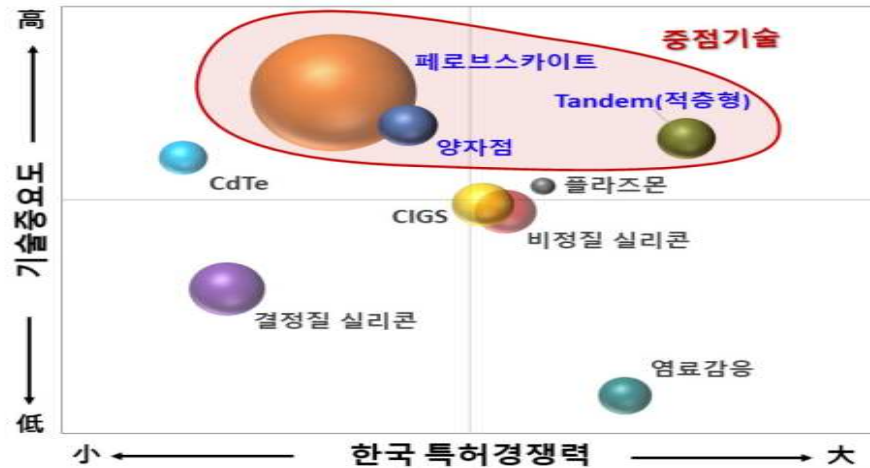 高
중점기술
페로브스카이트
Tandem(적층형)
양자점
CdTe
플라즈몬
CIGS
비정질 실리콘
기술중요도
결정질 실리콘
염료감응
低
小
한국 특허경쟁력
大